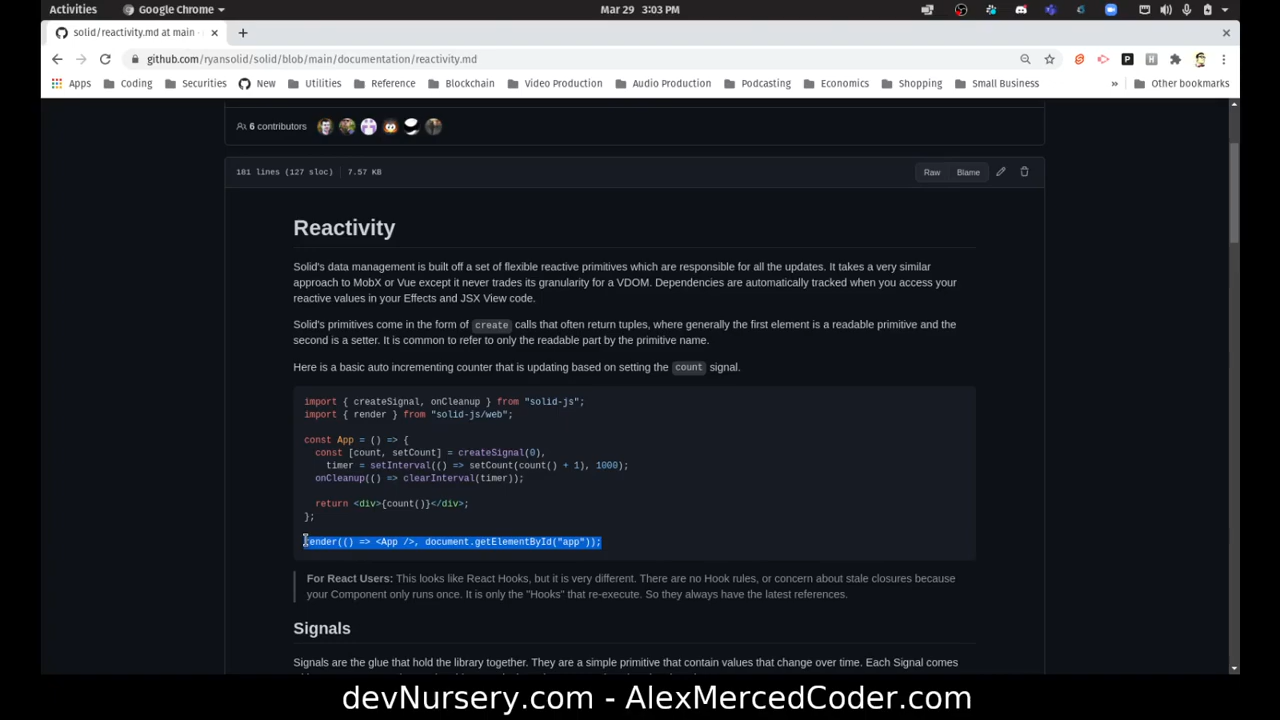 Activities
Google Chrome
Mar 29 3:03 PM
solid/reactivity.md at main
github.com/ryansolid/solid/blob/main/documentation/reactivity.md
Apps
Coding
Securities
New
Utilities
Reference
Blockchain
Video Production
Audio Production
Podcasting
Economics
Shopping
Small Business
»
Other bookmarks
6 contributors
181 lines (127 sloc) 7.57 KB
Raw
Blame
Reactivity
Solid's data management is built off a set of flexible reactive primitives which are responsible for all the updates. It takes a very similar
approach to MobX or Vue except it never trades its granularity for a VDOM. Dependencies are automatically tracked when you access your
reactive values in your Effects and JSX View code.
Solid's primitives come in the form of create calls that often return tuples, where generally the first element is a readable primitive and the
second is a setter. It is common to refer to only the readable part by the primitive name.
Here is a basic auto incrementing counter that is updating based on setting the count signal.
import { createSignal, onCleanup } from "solid-js";
import { render } from "solid-js/web";
const App = () => {
const [count, setCount] = createSignal(0),
timer = setInterval(() => setCount(count() + 1), 1000);
onCleanup(() => clearInterval(timer));
return <div>{count()}</div>;
};
render(() => <App />, document.getElementById("app"));
For React Users: This looks like React Hooks, but it is very different. There are no Hook rules, or concern about stale closures because
your Component only runs once. It is only the "Hooks" that re-execute. So they always have the latest references.
Signals
Signals are the glue that hold the library together. They are a simple primitive that contain values that change over time. Each Signal comes
devNursery.com - AlexMercedCoder.com